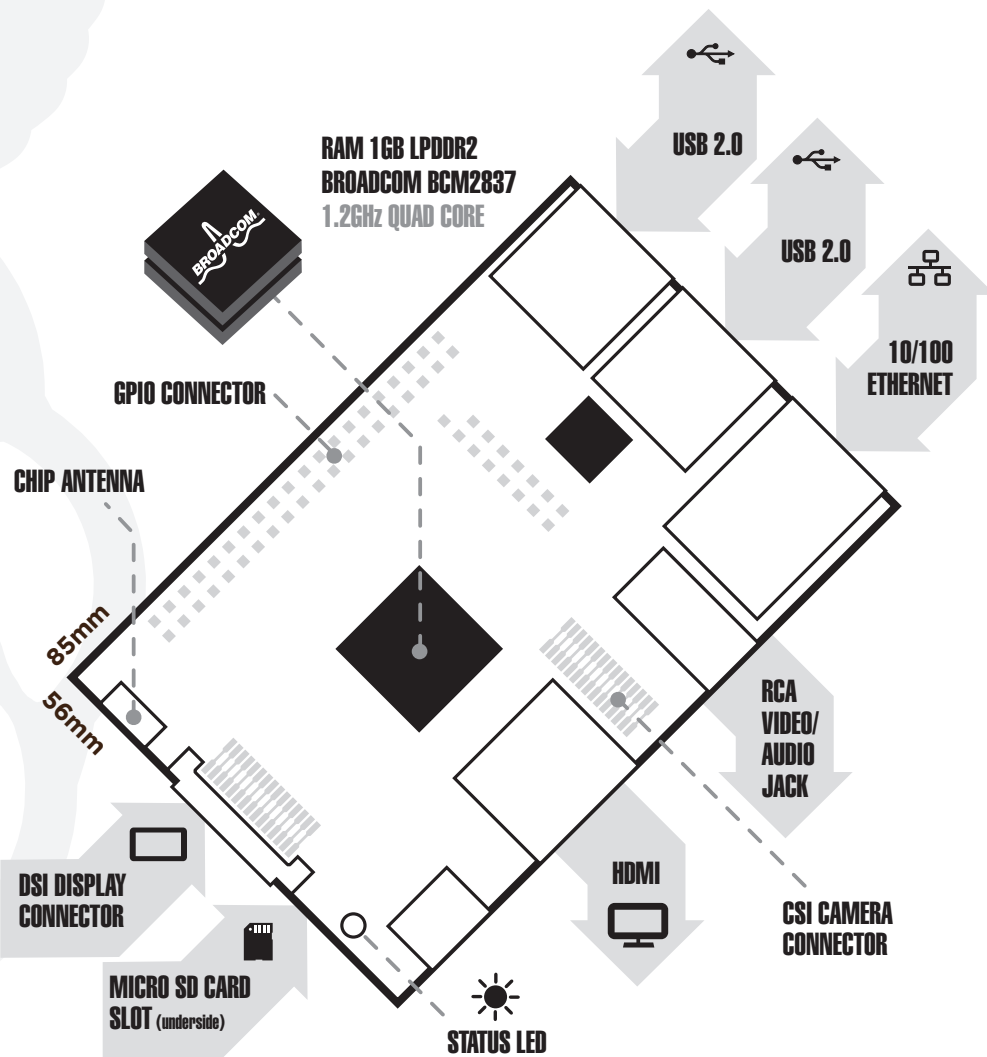 USB 2.0
RAM 1GB LPDDR2
BROADCOM BCM2837
1.2GHz QUAD CORE
BROADCOM
USB 2.0
10/100
ETHERNET
GPIO CONNECTOR
CHIP ANTENNA
85mm
56mm
RCA
VIDEO/
AUDIO
JACK
DSI DISPLAY
CONNECTOR
HDMI
CSI CAMERA
CONNECTOR
MICRO SD CARD
SLOT (underside)
STATUS LED